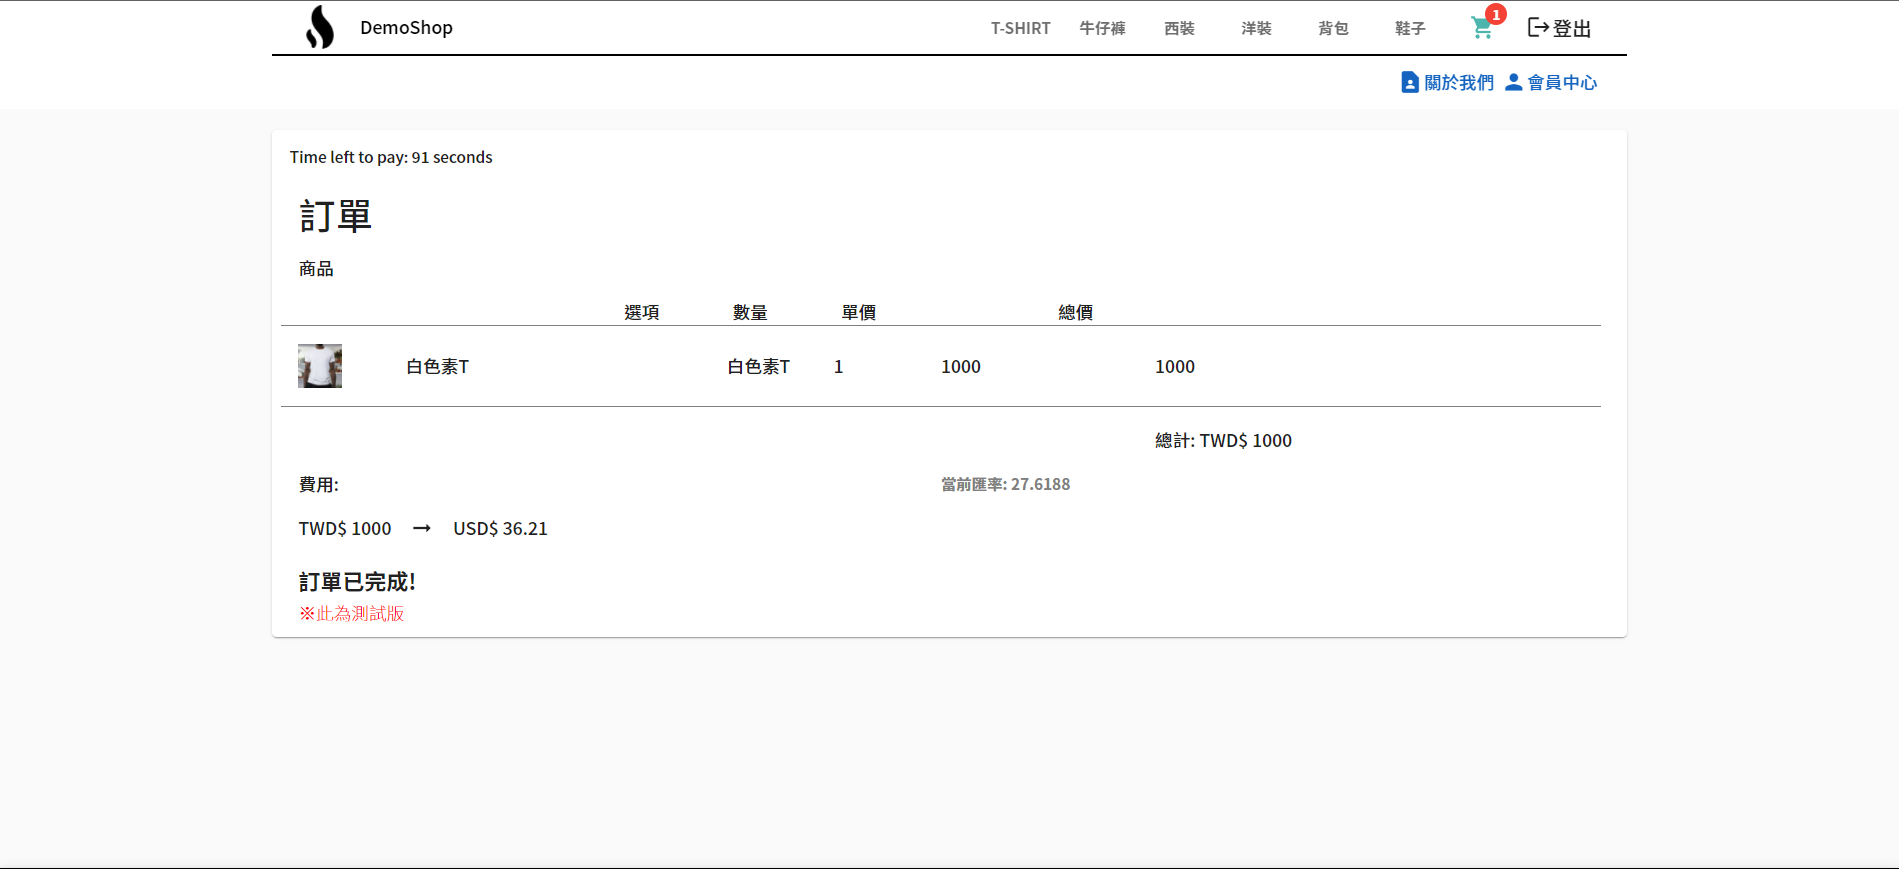 DemoShop T-SHIRT 牛仔褲 西裝 洋裝 背包 鞋子 1 登出
關於我們 會員中心
Time left to pay: 91 seconds
訂單
商品
選項 數量 單價 總價
白色素T 白色素T 1 1000 1000
總計: TWD$ 1000
費用: 當前匯率: 27.6188
TWD$ 1000 → USD$ 36.21
訂單已完成!
※此為測試版